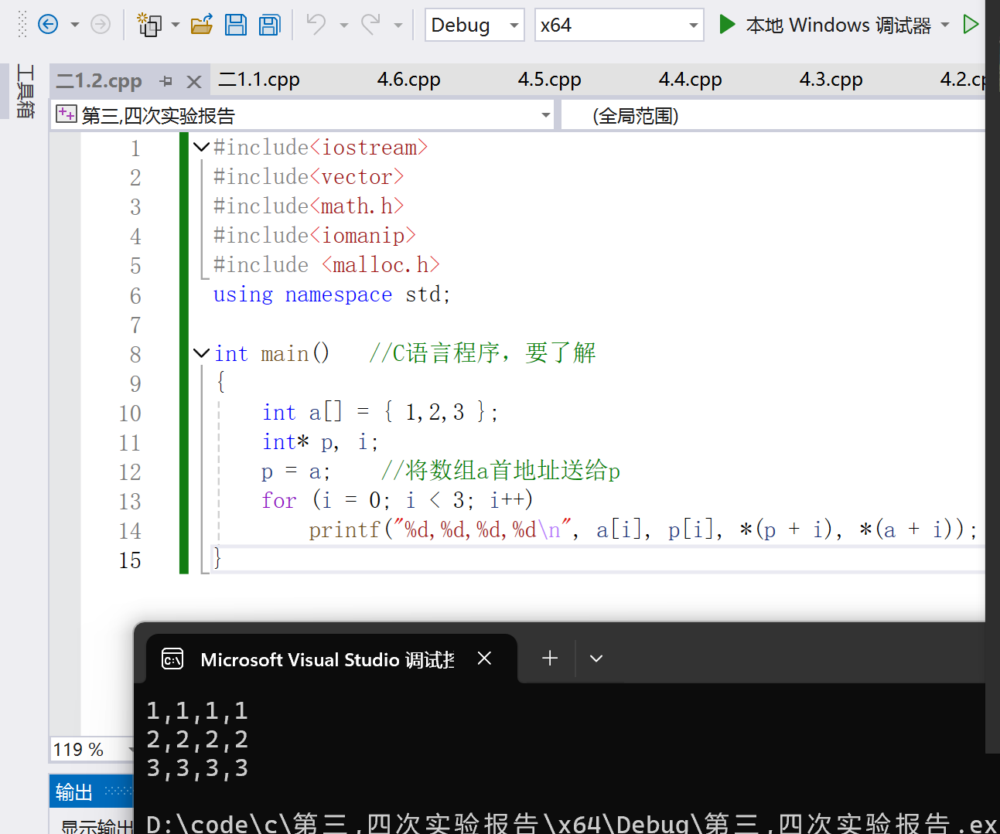 Debug x64 本地 Windows 调试器
工具箱
二1.2.cpp 二1.1.cpp 4.6.cpp 4.5.cpp 4.4.cpp 4.3.cpp 4.2.cp
第三,四次实验报告 (全局范围)
1 #include<iostream>
2 #include<vector>
3 #include<math.h>
4 #include<iomanip>
5 #include <malloc.h>
6 using namespace std;
7
8 int main() //C语言程序，要了解
9 {
10 int a[] = { 1,2,3 };
11 int* p, i;
12 p = a; //将数组a首地址送给p
13 for (i = 0; i < 3; i++)
14 printf("%d,%d,%d,%d\n", a[i], p[i], *(p + i), *(a + i));
15 }
119 %
输出
显示输出
Microsoft Visual Studio 调试控
1,1,1,1
2,2,2,2
3,3,3,3
D:\code\c\第三,四次实验报告\x64\Debug\第三,四次实验报告.ex